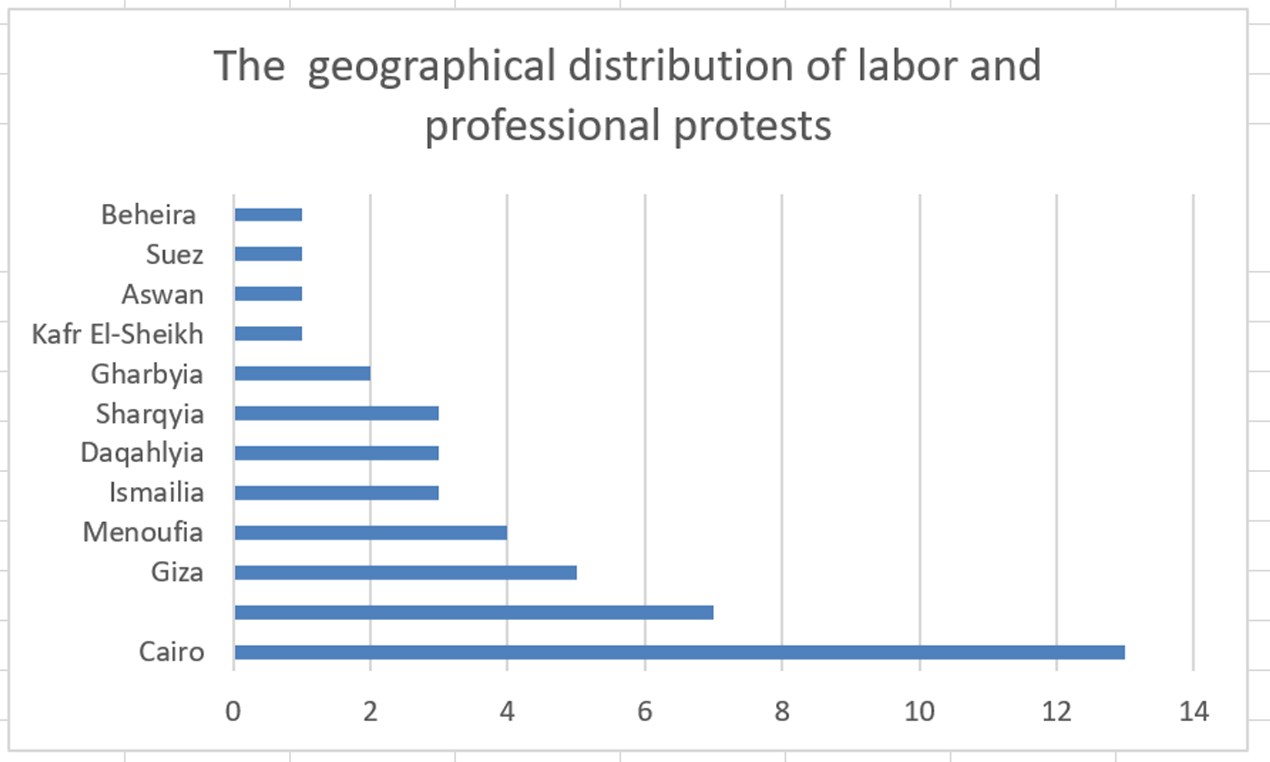 The  geographical distribution of labor and
professional protests
Beheira
Suez
Aswan
Kafr El-Sheikh
Gharbyia
Sharqyia
Daqahlyia
Ismailia
Menoufia
Giza
Cairo
0 2 4 6 8 10 12 14